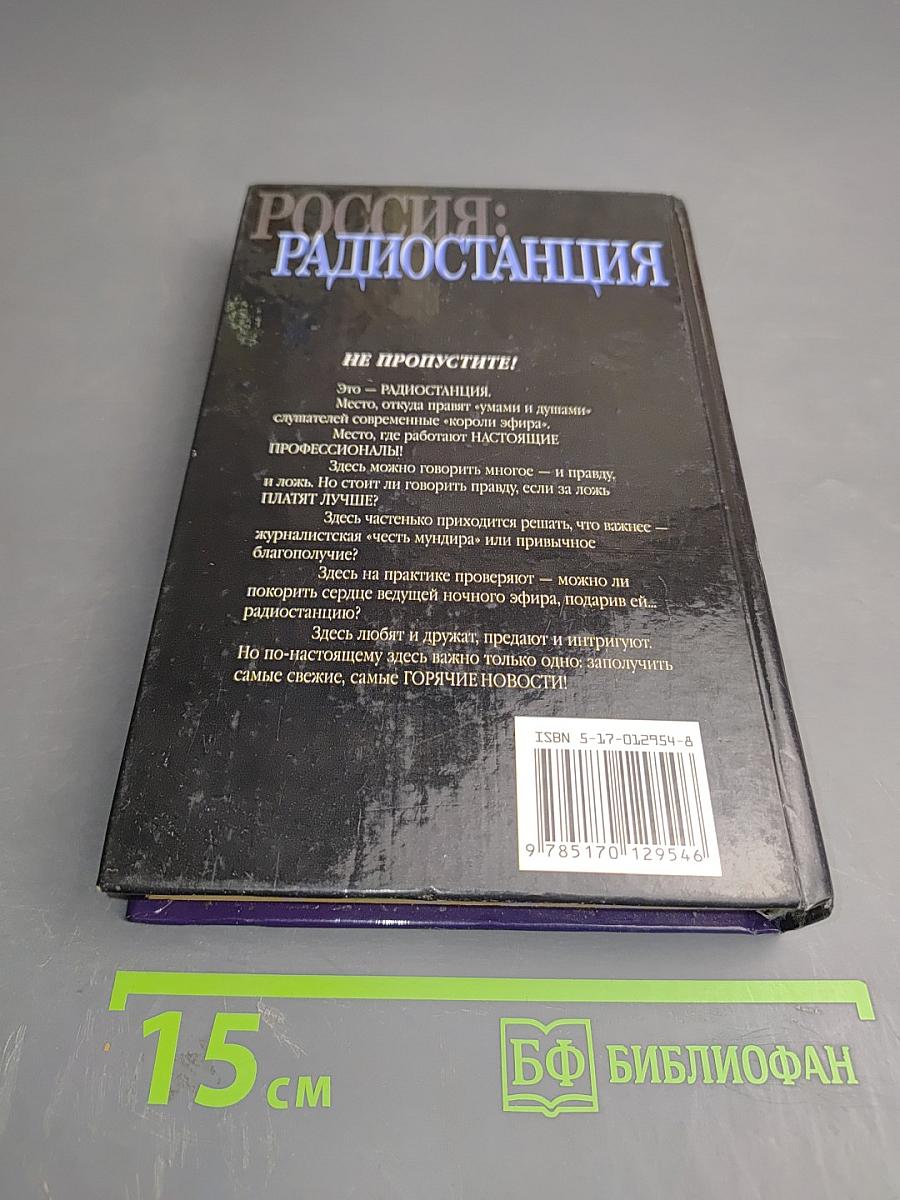 РОССИЯ:
РАДИОСТАНЦИЯ
НЕ ПРОПУСТИТЕ!
Это — РАДИОСТАНЦИЯ.
Место, откуда правят «умами и душами»
слушателей современные «короли эфира».
Место, где работают НАСТОЯЩИЕ
ПРОФЕССИОНАЛЫ!
Здесь можно говорить многое — и правду,
и ложь. Но стоит ли говорить правду, если за ложь
ПЛАТЯТ ЛУЧШЕ?
Здесь частенько приходится решать, что важнее —
журналистская «честь мундира» или привычное
благополучие?
Здесь на практике проверяют — можно ли
покорить сердце ведущей ночного эфира, подарив ей...
радиостанцию?
Здесь любят и дружат, предают и интригуют.
Но по-настоящему здесь важно только одно: заполучить
самые свежие, самые ГОРЯЧИЕ НОВОСТИ!
ISBN 5-17-012954-8
9 785170 129546
15 см
БФ БИБЛИОФАН